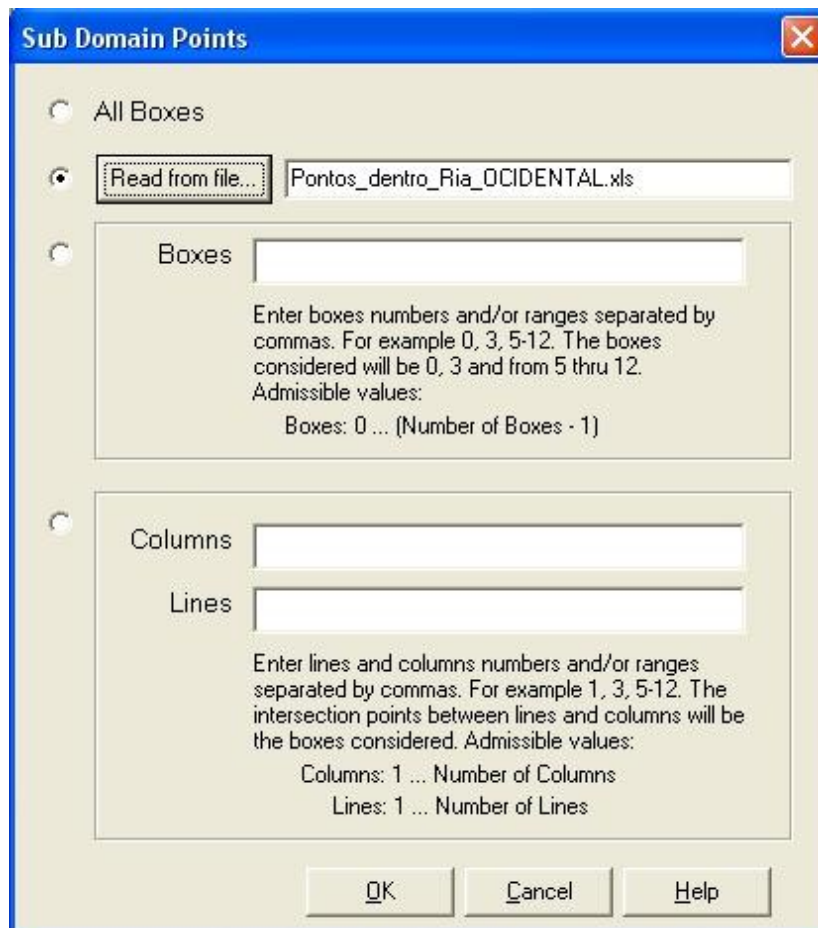 Sub Domain Points
All Boxes
Read from file... Pontos_dentro_Ria_OCIDENTAL.xls
Boxes
Enter boxes numbers and/or ranges separated by
commas. For example 0, 3, 5-12. The boxes
considered will be 0, 3 and from 5 thru 12.
Admissible values:
Boxes: 0 ... (Number of Boxes - 1)
Columns
Lines
Enter lines and columns numbers and/or ranges
separated by commas. For example 1, 3, 5-12. The
intersection points between lines and columns will be
the boxes considered. Admissible values:
Columns: 1 ... Number of Columns
Lines: 1 ... Number of Lines
OK Cancel Help